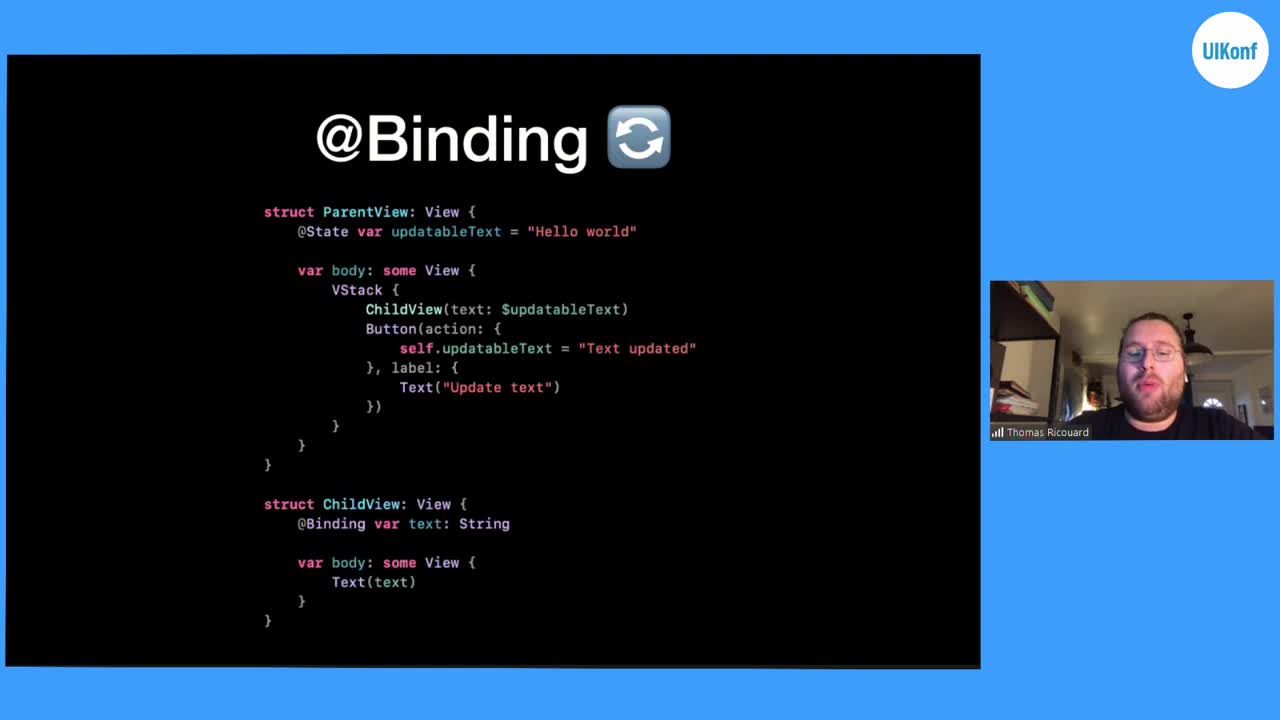 UIKonf
@Binding
struct ParentView: View {
    @State var updatableText = "Hello world"
    var body: some View {
        VStack {
            ChildView(text: $updatableText)
            Button(action: {
                self.updatableText = "Text updated"
            }, label: {
                Text("Update text")
            })
        }
    }
}
struct ChildView: View {
    @Binding var text: String
    var body: some View {
        Text(text)
    }
}
Thomas Ricouard